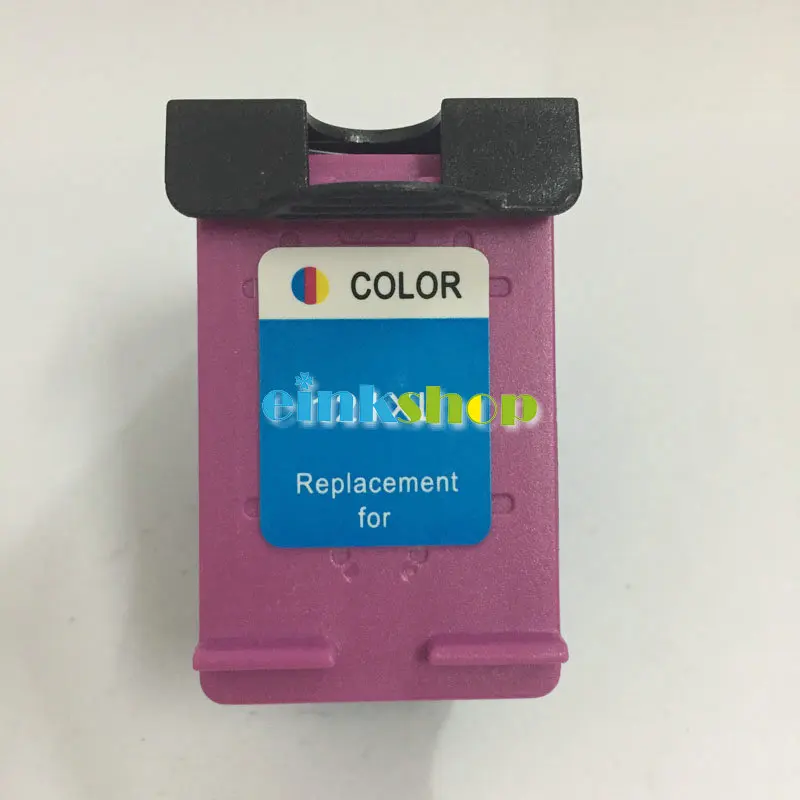 COLOR
einkshop
Replacement
for